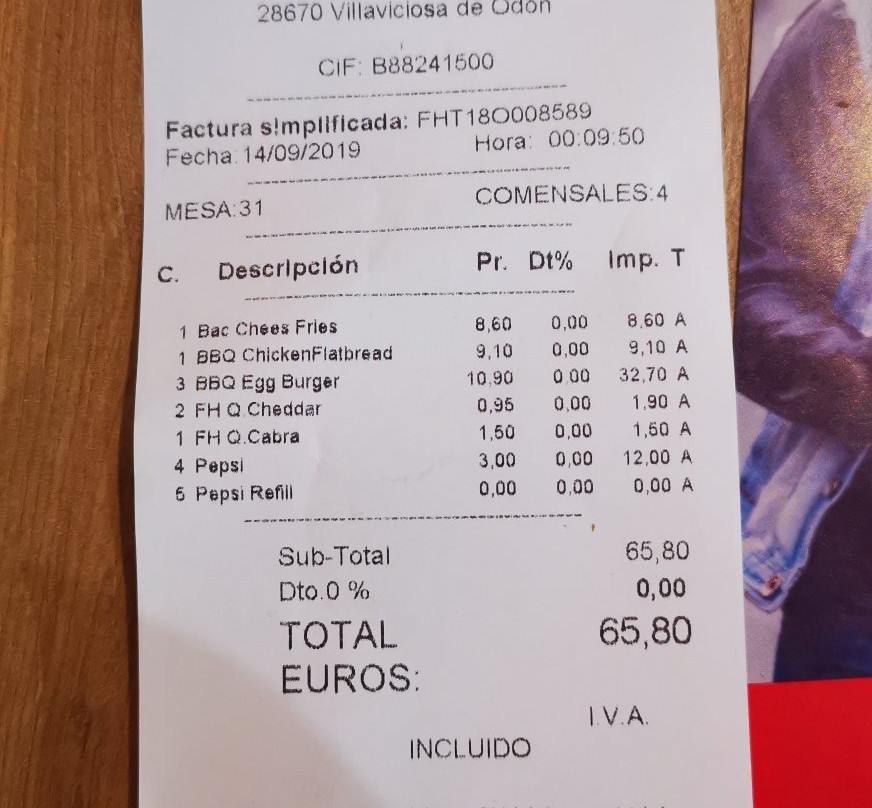 28670 Villaviciosa de Odón
CIF: B88241500
Factura simplificada: FHT18O008589
Fecha:14/09/2019 Hora: 00:09:50
MESA:31 COMENSALES:4
C. Descripción Pr. Dt% Imp. T
1 Bac Chees Fries 8,60 0,00 8,60 A
1 BBQ ChickenFlatbread 9,10 0,00 9,10 A
3 BBQ Egg Burger 10,90 0,00 32,70 A
2 FH Q.Cheddar 0,95 0,00 1,90 A
1 FH Q.Cabra 1,50 0,00 1,50 A
4 Pepsi 3,00 0,00 12,00 A
5 Pepsi Refill 0,00 0,00 0,00 A
Sub-Total 65,80
Dto.0 % 0,00
TOTAL 65,80
EUROS:
I.V.A.
INCLUIDO